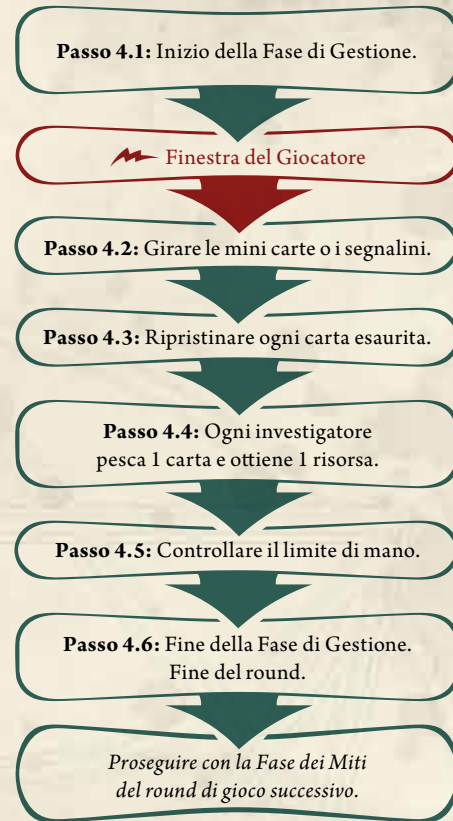 Passo 4.1: Inizio della Fase di Gestione.
Finestra del Giocatore
Passo 4.2: Girare le mini carte o i segnalini.
Passo 4.3: Ripristinare ogni carta esaurita.
Passo 4.4: Ogni investigatore
pesca 1 carta e ottiene 1 risorsa.
Passo 4.5: Controllare il limite di mano.
Passo 4.6: Fine della Fase di Gestione.
Fine del round.
Proseguire con la Fase dei Miti
del round di gioco successivo.